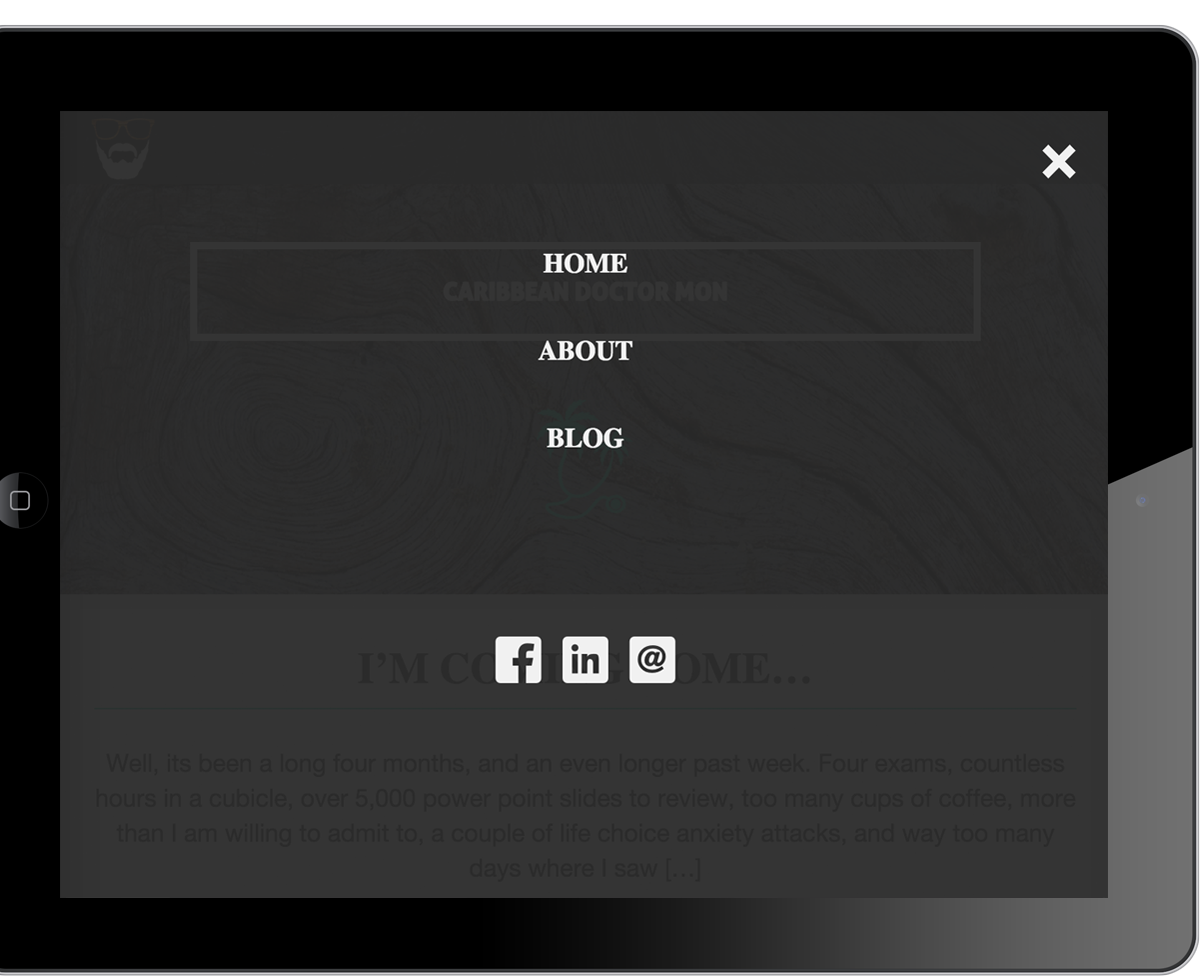 HOME
CARIBBEAN DOCTOR MON
ABOUT
BLOG
I’M CO G OME...
f in @
Well, its been a long four months, and an even longer past week. Four exams, countless
hours in a cubicle, over 5,000 power point slides to review, too many cups of coffee, more
than I am willing to admit to, a couple of life choice anxiety attacks, and way too many
days where I saw [...]